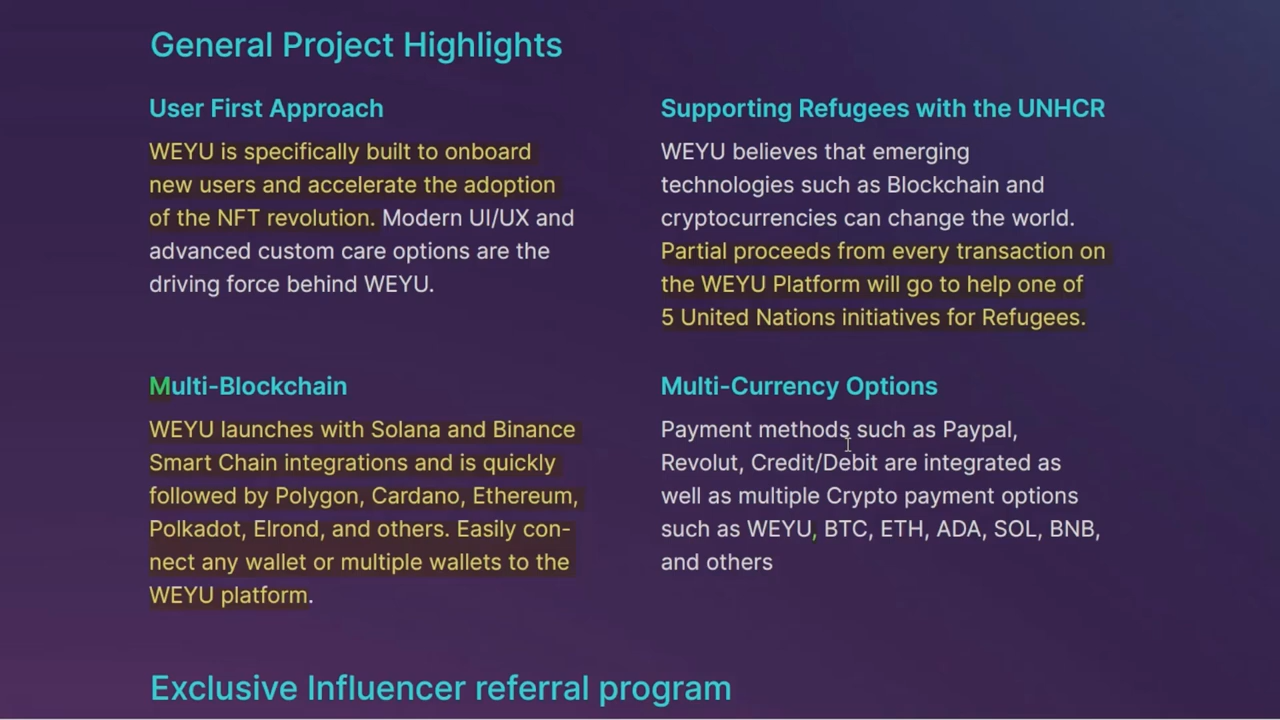 General Project Highlights
User First Approach
WEYU is specifically built to onboard
new users and accelerate the adoption
of the NFT revolution. Modern UI/UX and
advanced custom care options are the
driving force behind WEYU.
Supporting Refugees with the UNHCR
WEYU believes that emerging
technologies such as Blockchain and
cryptocurrencies can change the world.
Partial proceeds from every transaction on
the WEYU Platform will go to help one of
5 United Nations initiatives for Refugees.
Multi-Blockchain
WEYU launches with Solana and Binance
Smart Chain integrations and is quickly
followed by Polygon, Cardano, Ethereum,
Polkadot, Elrond, and others. Easily con-
nect any wallet or multiple wallets to the
WEYU platform.
Multi-Currency Options
Payment methods such as Paypal,
Revolut, Credit/Debit are integrated as
well as multiple Crypto payment options
such as WEYU, BTC, ETH, ADA, SOL, BNB,
and others
Exclusive Influencer referral program